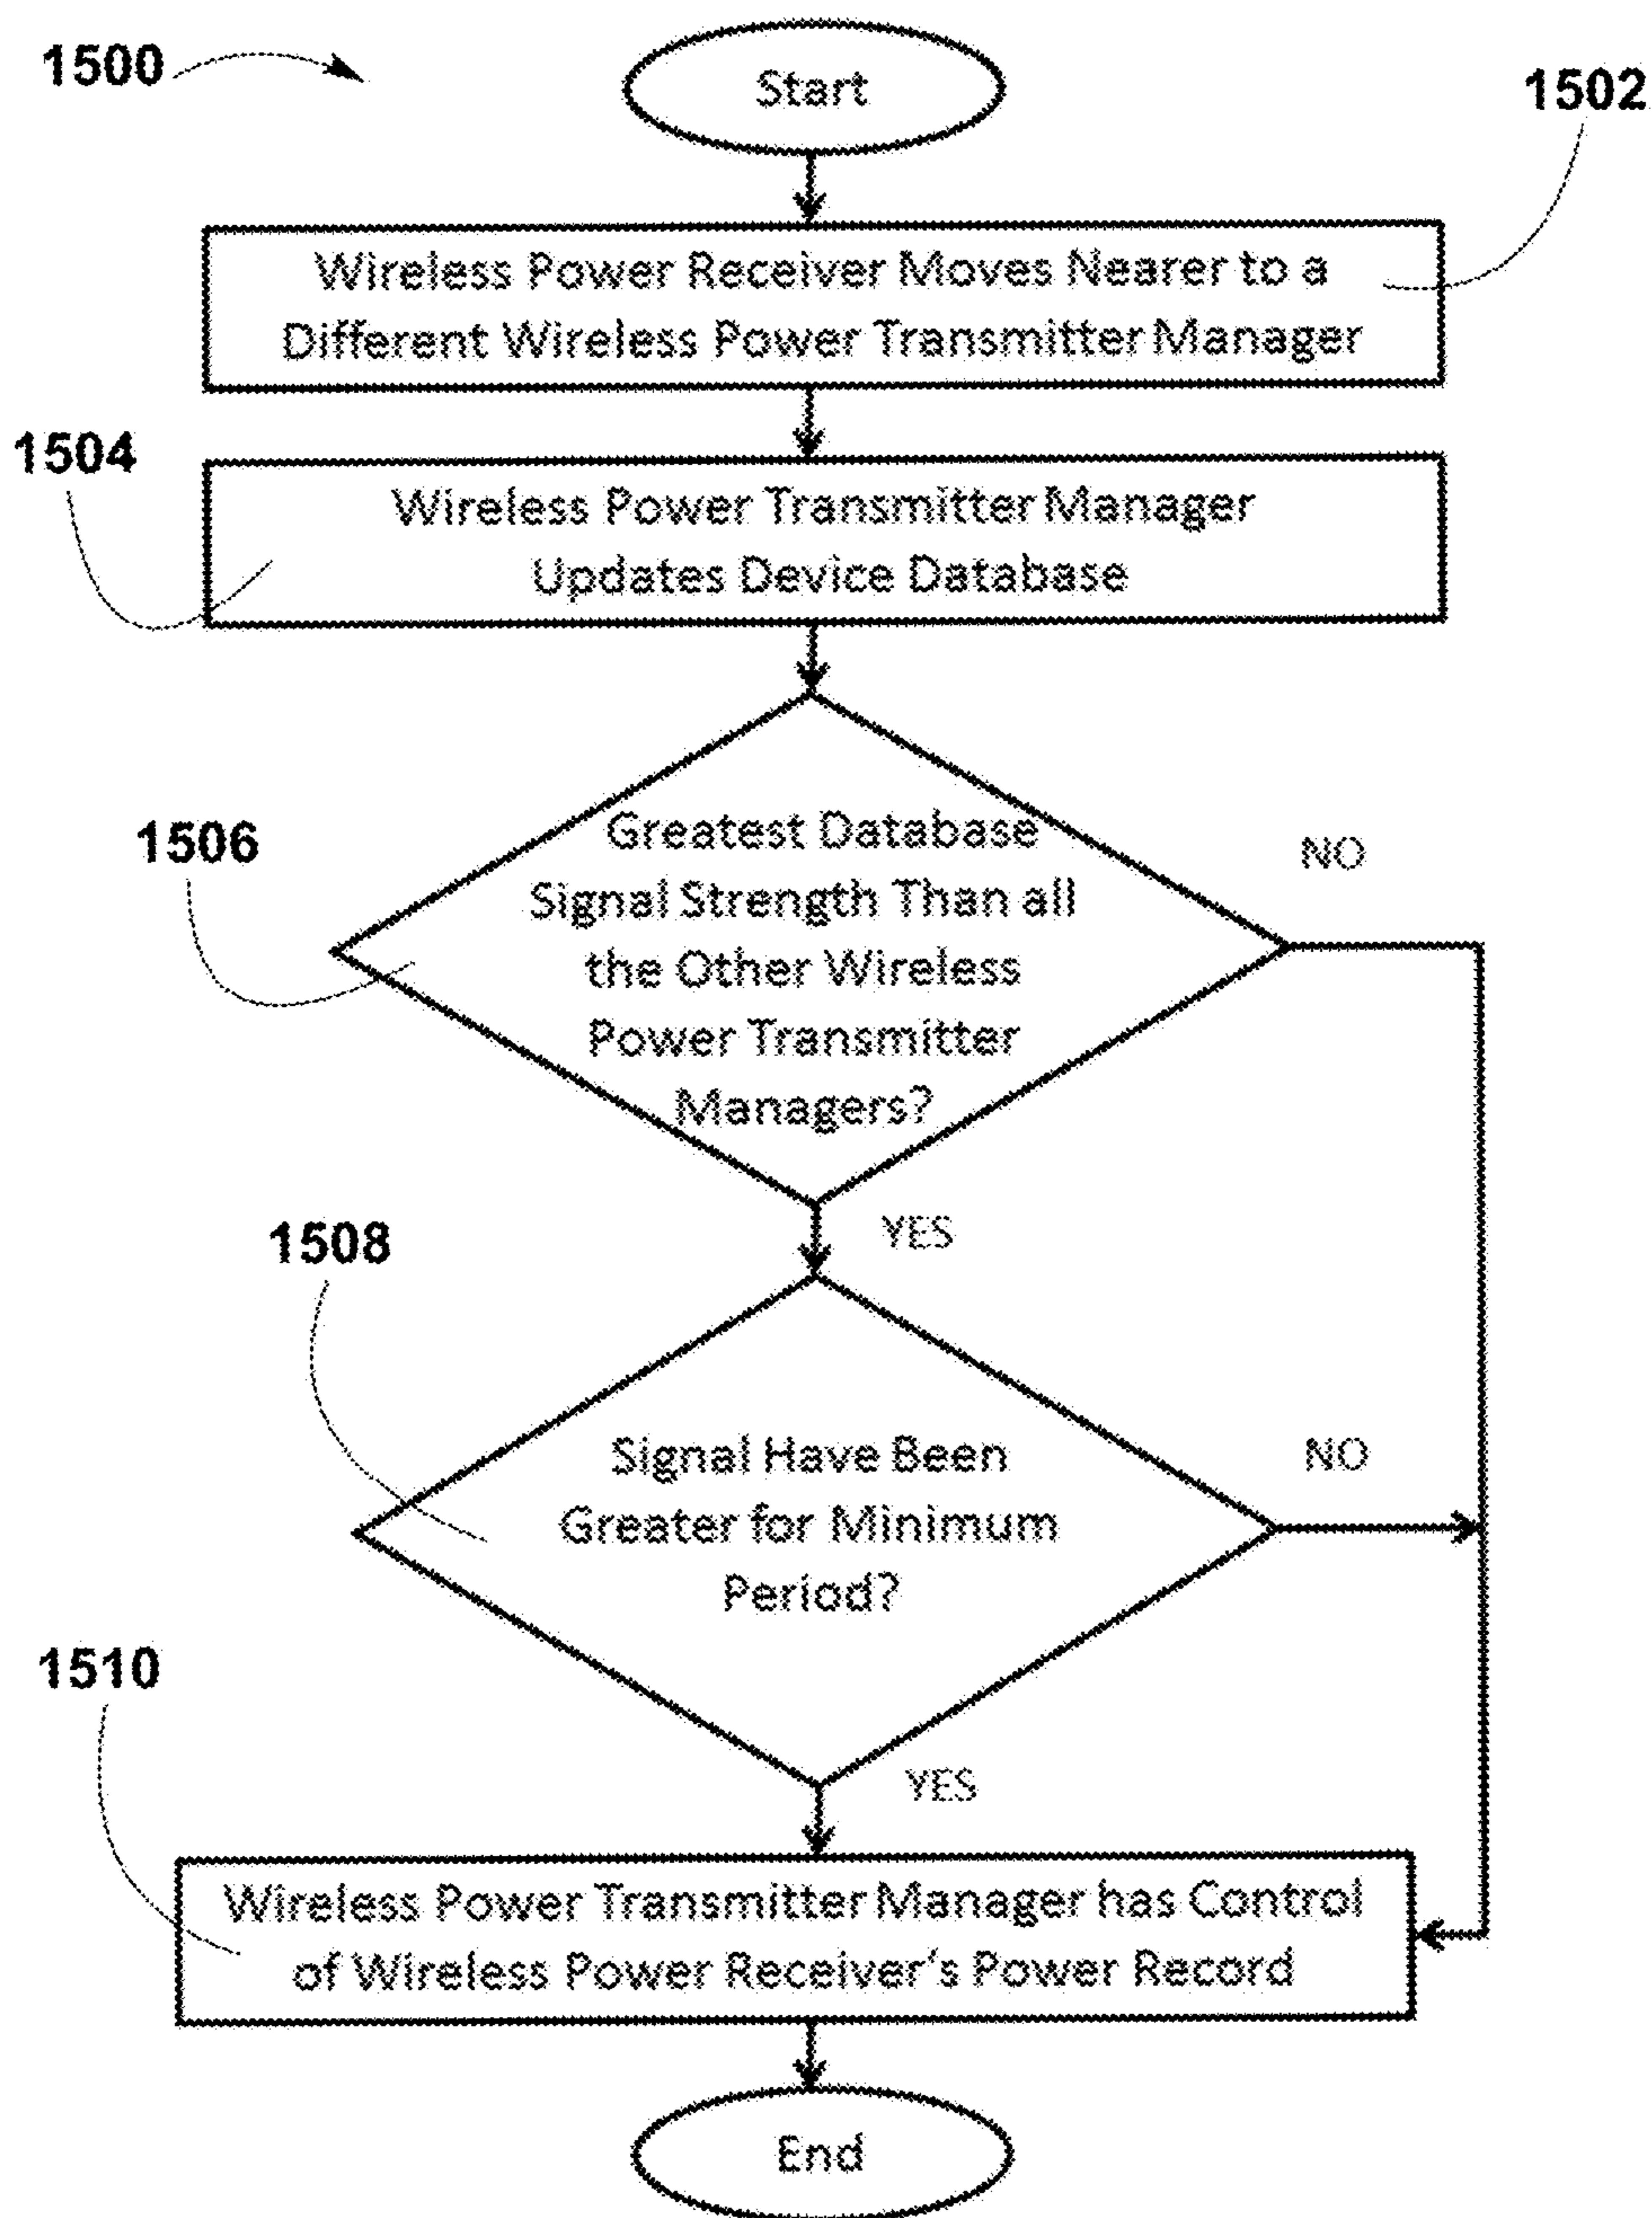 1500
Start
1502
Wireless Power Receiver Moves Nearer to a
Different Wireless Power Transmitter Manager
1504
Wireless Power Transmitter Manager
Updates Device Database
1506
Greatest Database
Signal Strength Than all
the Other Wireless
Power Transmitter
Managers?
NO
YES
1508
Signal Have Been
Greater for Minimum
Period?
NO
YES
1510
Wireless Power Transmitter Manager has Control
of Wireless Power Receiver's Power Record
End